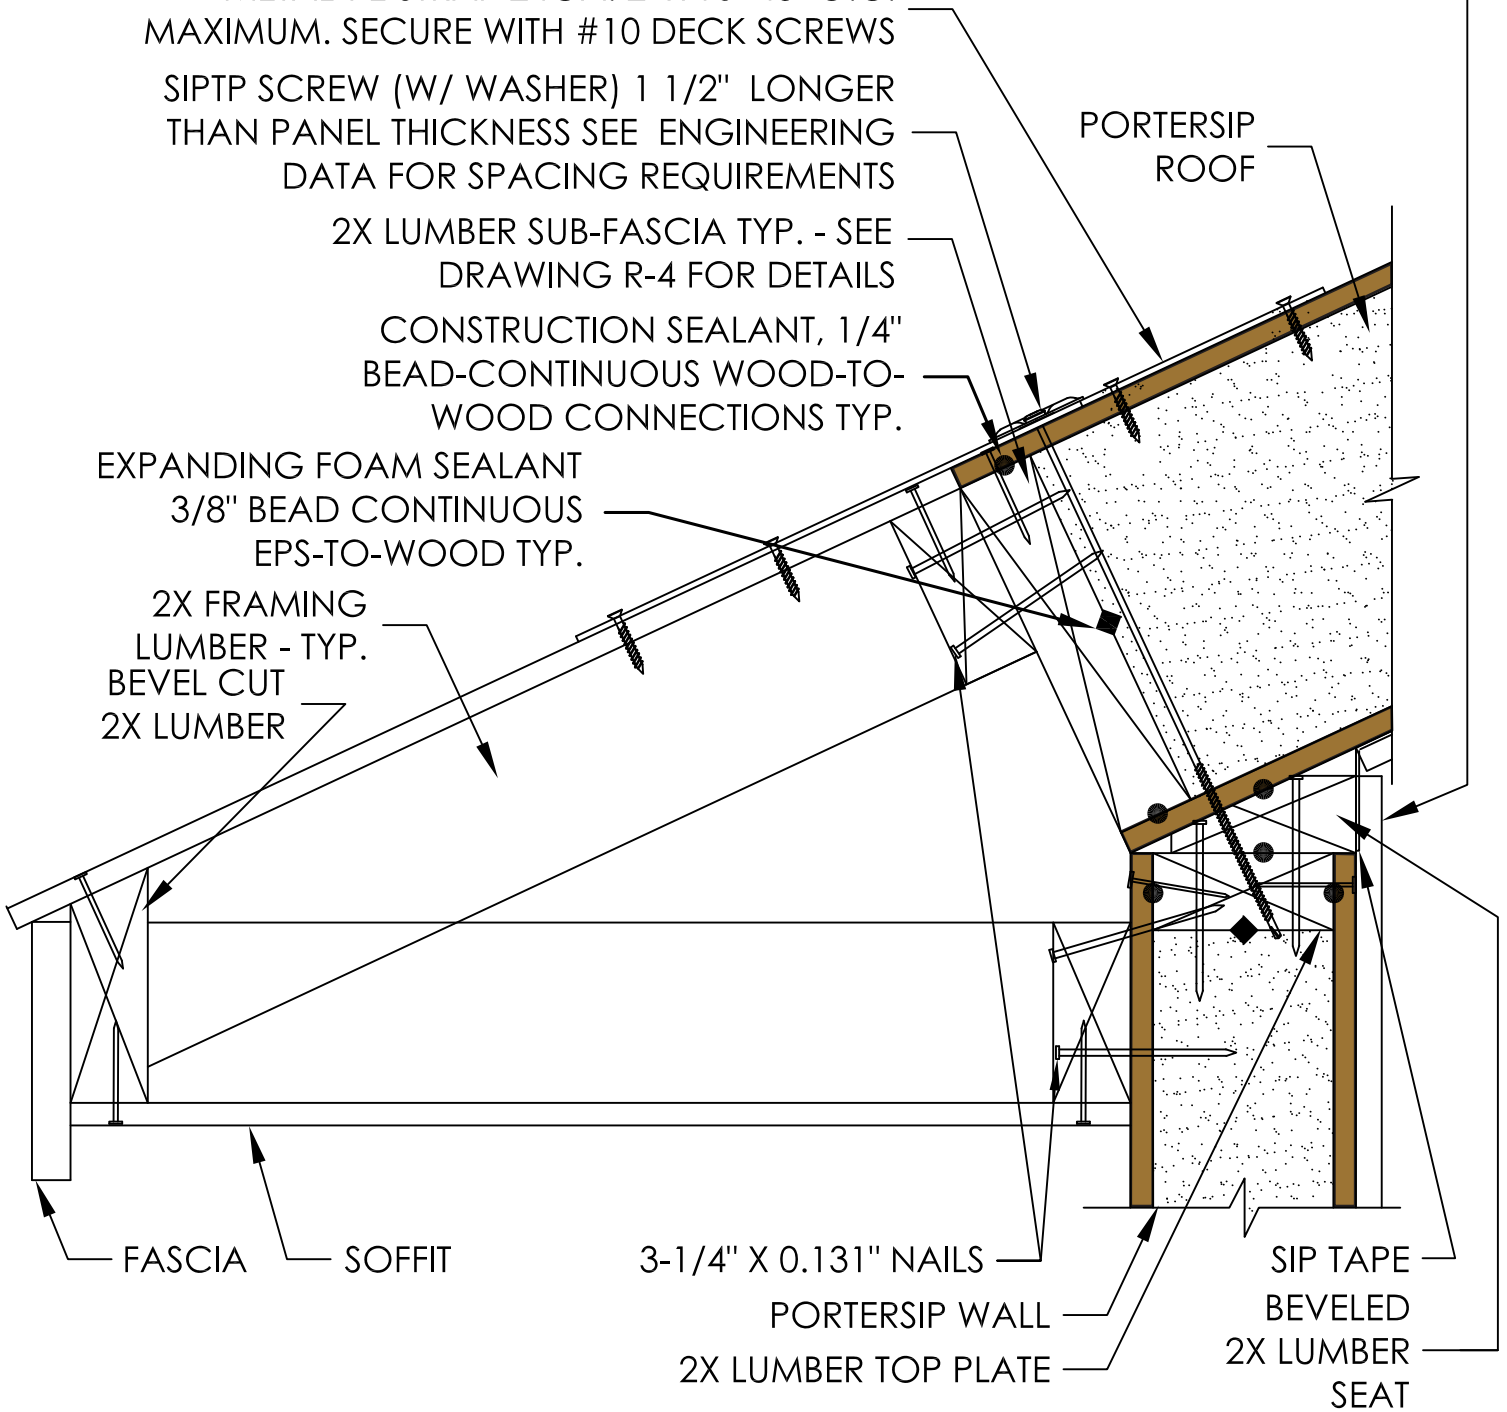 MAXIMUM. SECURE WITH #10 DECK SCREWS
SIPTP SCREW (W/ WASHER) 1 1/2" LONGER
THAN PANEL THICKNESS SEE ENGINEERING
DATA FOR SPACING REQUIREMENTS
PORTERSIP
ROOF
2X LUMBER SUB-FASCIA TYP. - SEE
DRAWING R-4 FOR DETAILS
CONSTRUCTION SEALANT, 1/4"
BEAD-CONTINUOUS WOOD-TO-
WOOD CONNECTIONS TYP.
EXPANDING FOAM SEALANT
3/8" BEAD CONTINUOUS
EPS-TO-WOOD TYP.
2X FRAMING
LUMBER - TYP.
BEVEL CUT
2X LUMBER
FASCIA
SOFFIT
3-1/4" X 0.131" NAILS
PORTERSIP WALL
2X LUMBER TOP PLATE
SIP TAPE
BEVELED
2X LUMBER
SEAT